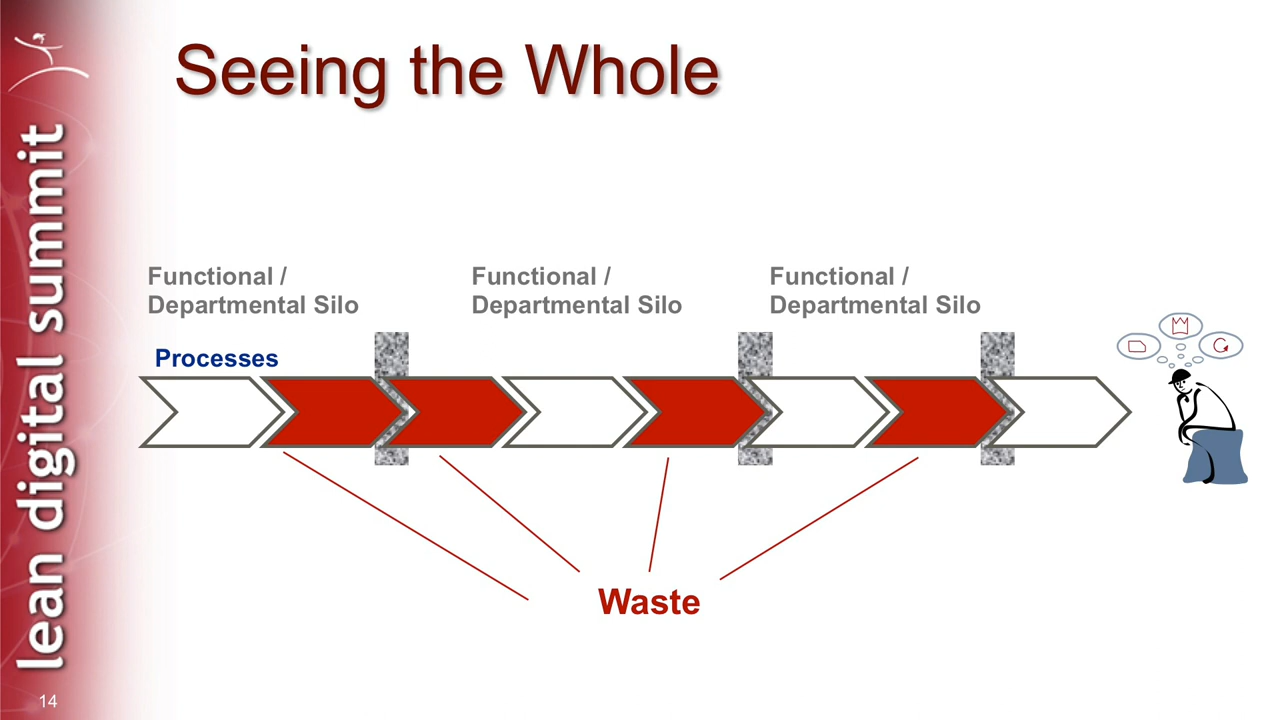 Seeing the Whole
Functional /
Departmental Silo
Functional /
Departmental Silo
Functional /
Departmental Silo
Processes
Waste
lean digital summit
14